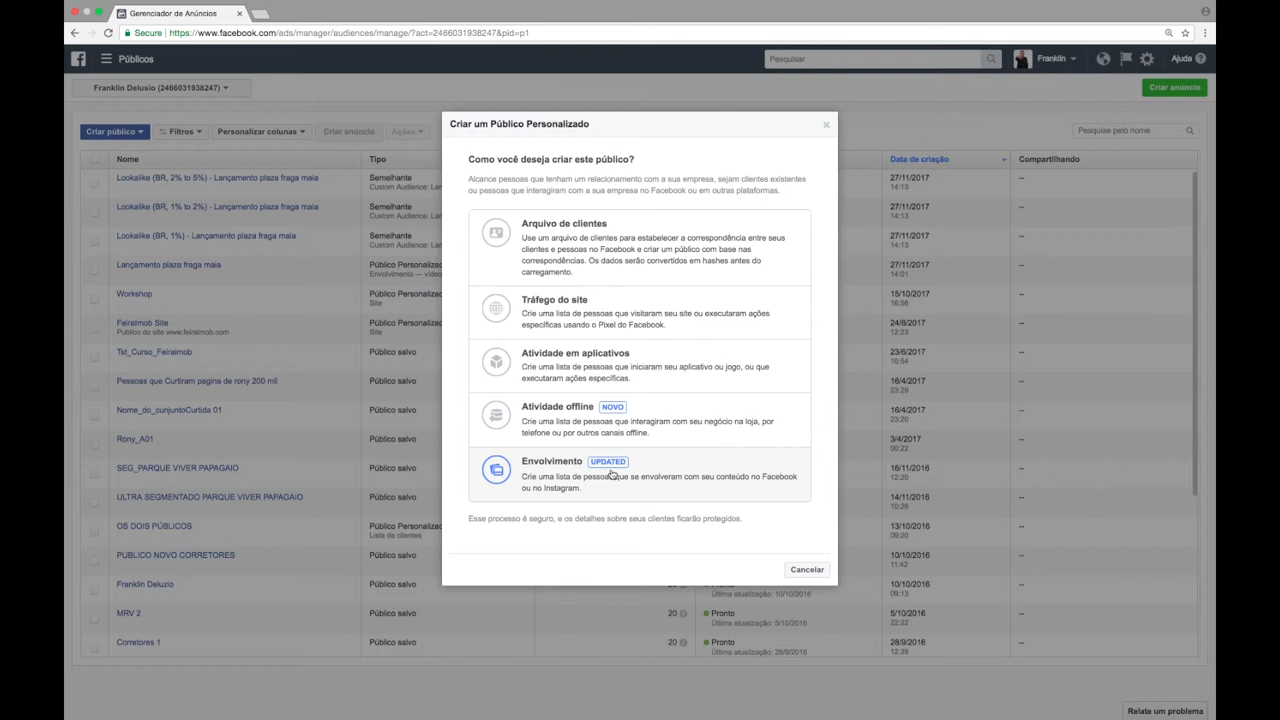 Gerenciador de Anúncios
Secure
https://www.facebook.com/ads/manager/audiences/manage/?act=2466031938247&pid=p1
Públicos
Pesquisar
Franklin
Ajuda
Franklin Delusio (2466031938247)
Criar anúncio
Criar público
Filtros
Personalizar colunas
Criar anúncio
Ações
Pesquise pelo nome
Nome
Tipo
Data de criação
Compartilhando
Lookalike (BR, 2% to 5%) - Lançamento plaza fraga maia
Semelhante
Custom Audience: Lan
27/11/2017
14:13
--
Lookalike (BR, 1% to 2%) - Lançamento plaza fraga maia
Semelhante
Custom Audience: Lan
27/11/2017
14:13
--
Lookalike (BR, 1%) - Lançamento plaza fraga maia
Semelhante
Custom Audience: Lan
27/11/2017
14:13
--
Lançamento plaza fraga maia
Público Personaliza
Envolvimento — víde
27/11/2017
14:01
--
Workshop
Público Personaliza
Site
15/10/2017
16:56
--
FeiraImob Site
Publico do site www.feiraimob.com
Público Personaliza
Site
24/8/2017
12:23
--
Tst_Curso_Feiraimob
Público salvo
23/6/2017
10:54
--
Pessoas que Curtiram pagina de rony 200 mil
Público salvo
16/4/2017
23:29
--
Nome_do_cunjuntoCurtida 01
Público salvo
16/4/2017
23:20
--
Rony_A01
Público salvo
3/4/2017
00:22
--
SEG_PARQUE VIVER PAPAGAIO
Público salvo
16/11/2016
12:20
--
ULTRA SEGMENTADO PARQUE VIVER PAPAGAIO
Público salvo
14/11/2016
10:26
--
OS DOIS PÚBLICOS
Público Personaliza
Lista de clientes
13/10/2016
09:20
--
PUBLICO NOVO CORRETORES
Público salvo
10/10/2016
11:42
--
Franklin Deluzio
Público salvo
20
Pronto
Última atualização: 10/10/2016
10/10/2016
09:13
--
MRV 2
Público salvo
20
Pronto
Última atualização: 5/10/2016
5/10/2016
22:22
--
Corretores 1
Público salvo
20
Pronto
Última atualização: 28/9/2016
28/9/2016
12:39
--
Criar um Público Personalizado
Como você deseja criar este público?
Alcance pessoas que tenham um relacionamento com a sua empresa, sejam clientes existentes
ou pessoas que interagiram com a sua empresa no Facebook ou em outras plataformas.
Arquivo de clientes
Use um arquivo de clientes para estabelecer a correspondência entre seus
clientes e pessoas no Facebook e criar um público com base nas
correspondências. Os dados serão convertidos em hashes antes do
carregamento.
Tráfego do site
Crie uma lista de pessoas que visitaram seu site ou executaram ações
específicas usando o Pixel do Facebook.
Atividade em aplicativos
Crie uma lista de pessoas que iniciaram seu aplicativo ou jogo, ou que
executaram ações específicas.
Atividade offline NOVO
Crie uma lista de pessoas que interagiram com seu negócio na loja, por
telefone ou por outros canais offline.
Envolvimento UPDATED
Crie uma lista de pessoas que se envolveram com seu conteúdo no Facebook
ou no Instagram.
Esse processo é seguro, e os detalhes sobre seus clientes ficarão protegidos.
Cancelar
Relate um problema